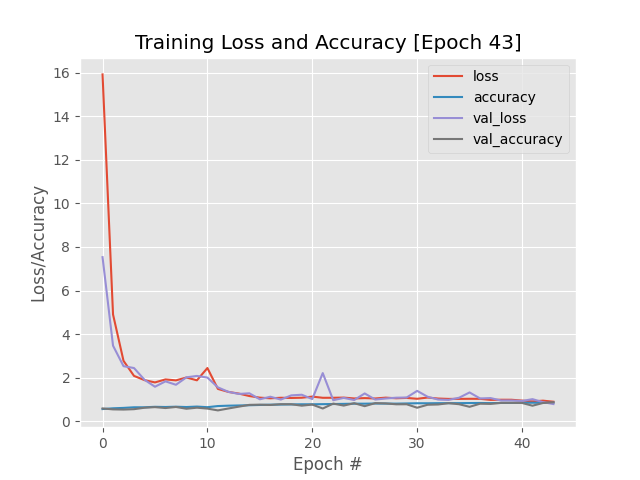 Training Loss and Accuracy [Epoch 43]
16
14
12
10
8
6
4
2
0
Loss/Accuracy
loss
accuracy
val_loss
val_accuracy
0
10
20
30
40
Epoch #